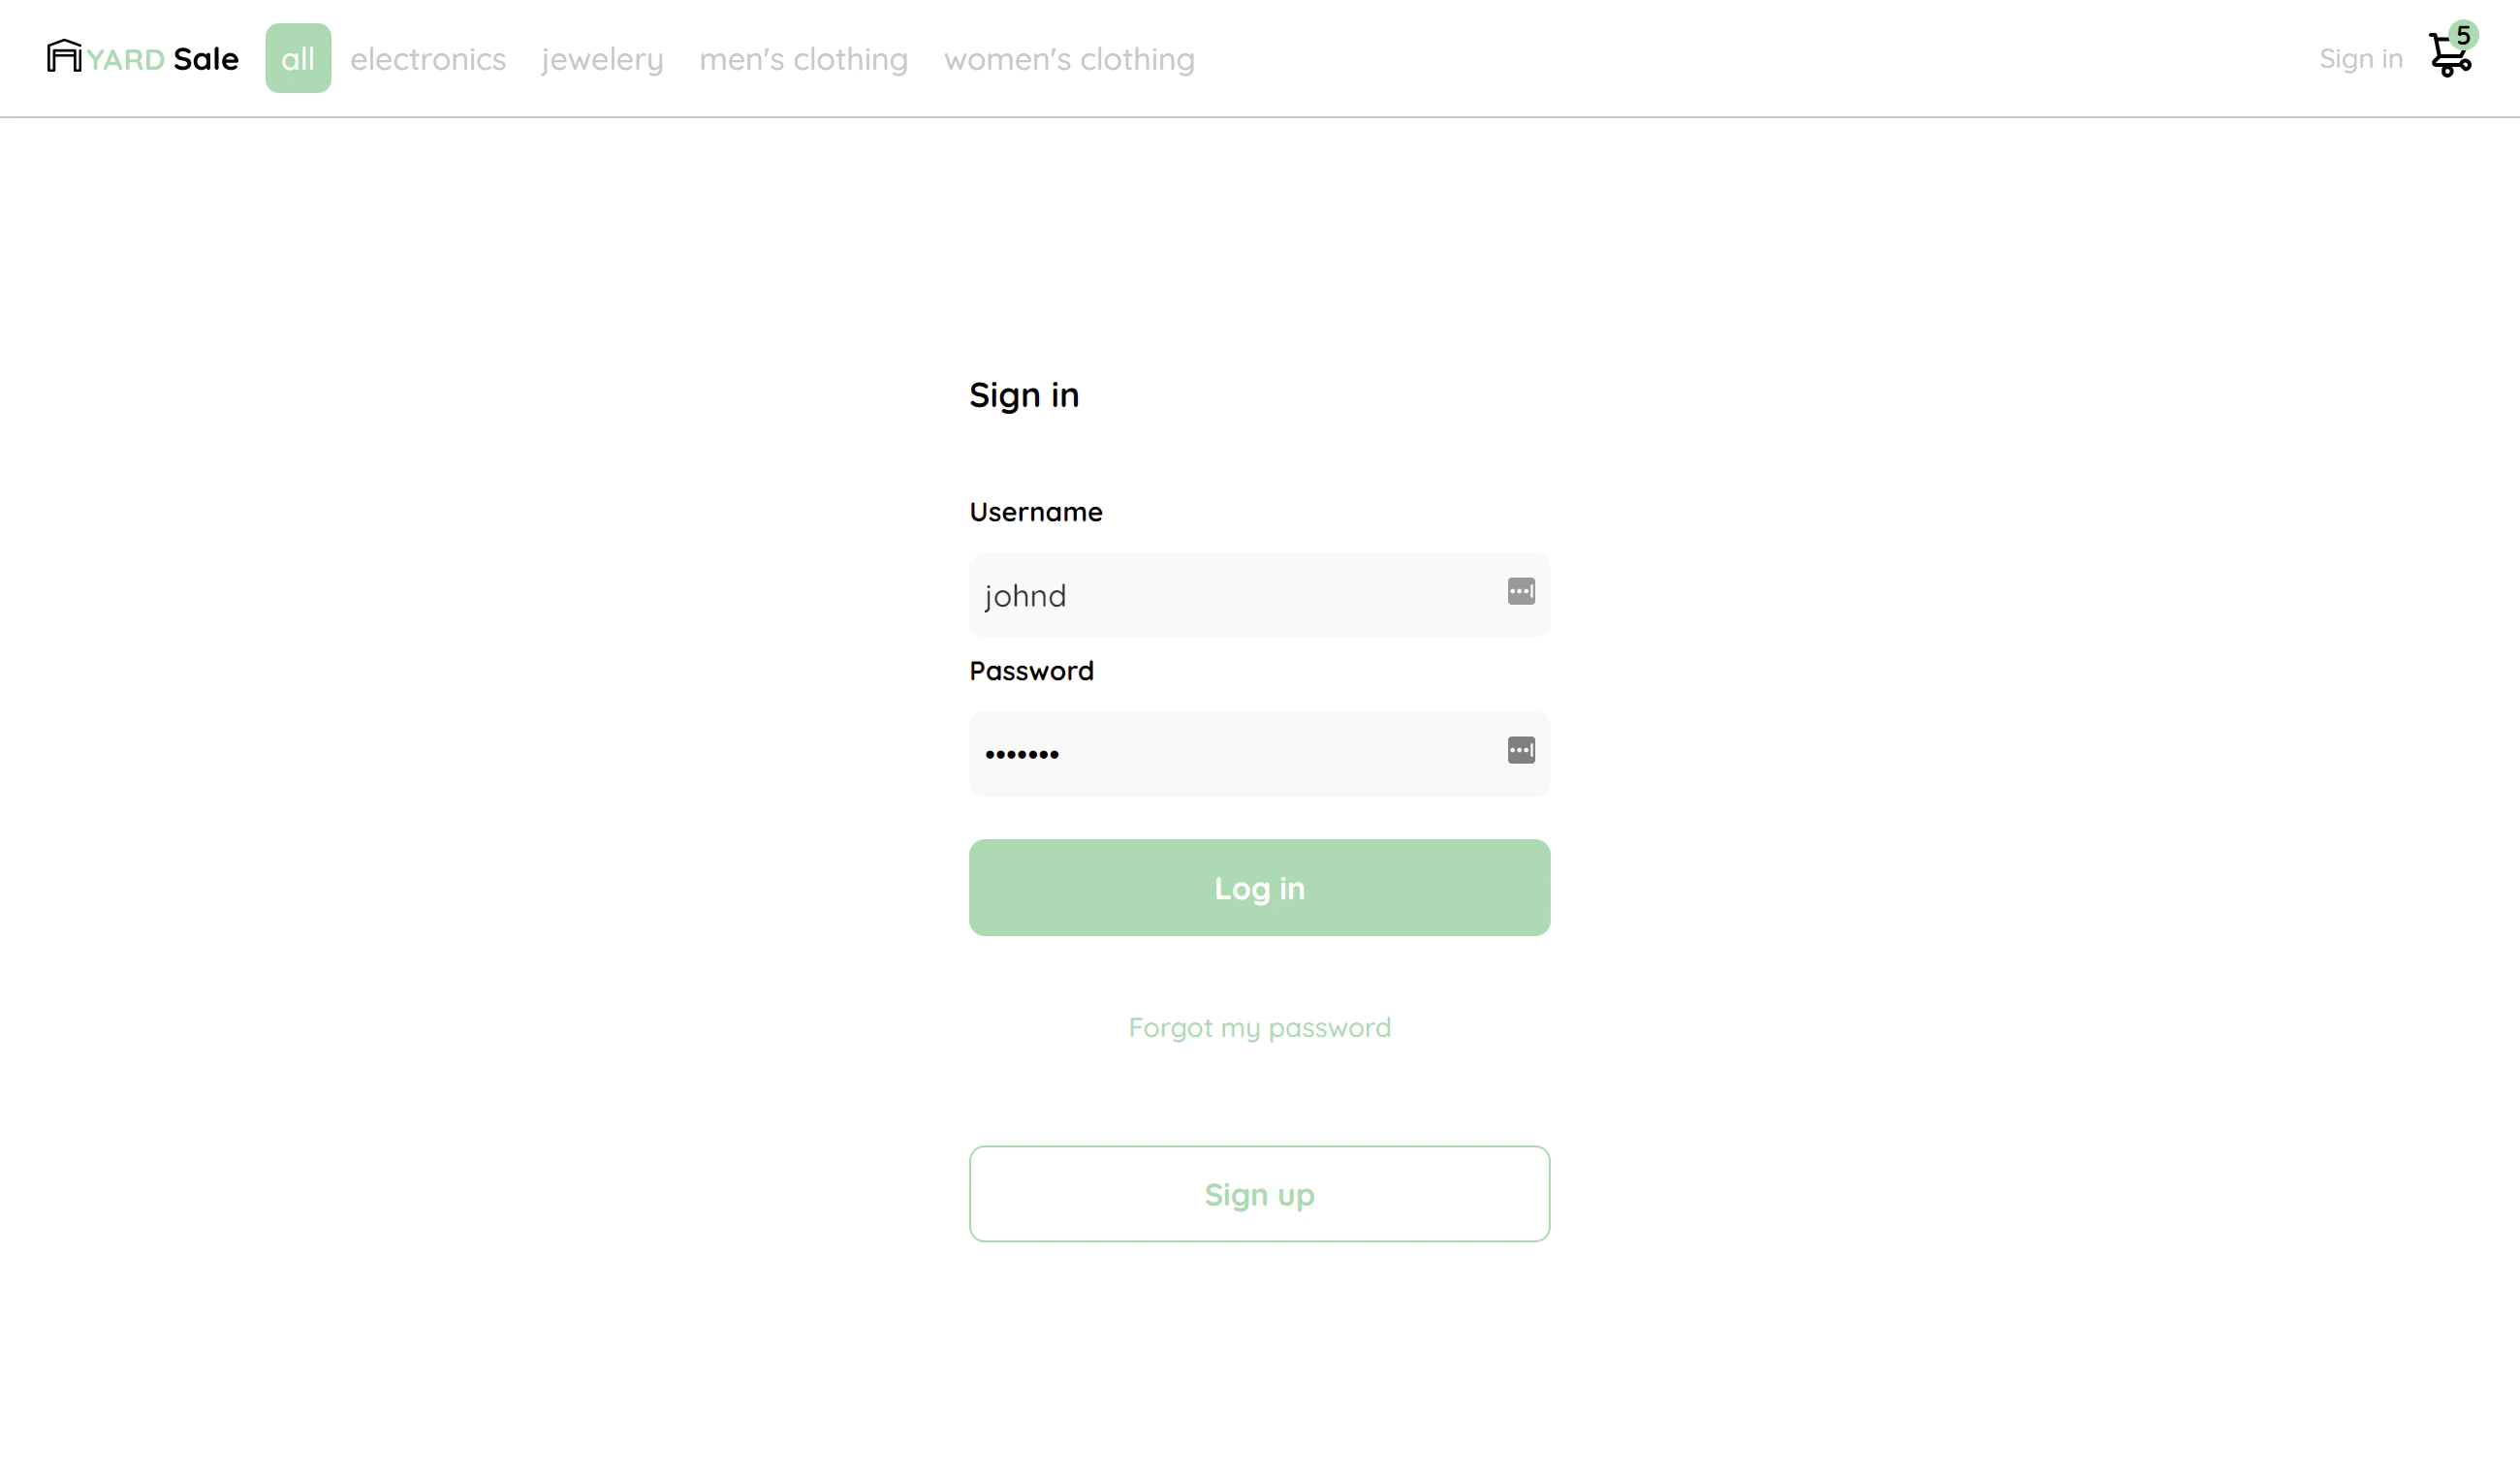 YARD Sale all electronics jewelery men's clothing women's clothing Sign in 5
Sign in
Username
johnd
Password
•••••••
Log in
Forgot my password
Sign up